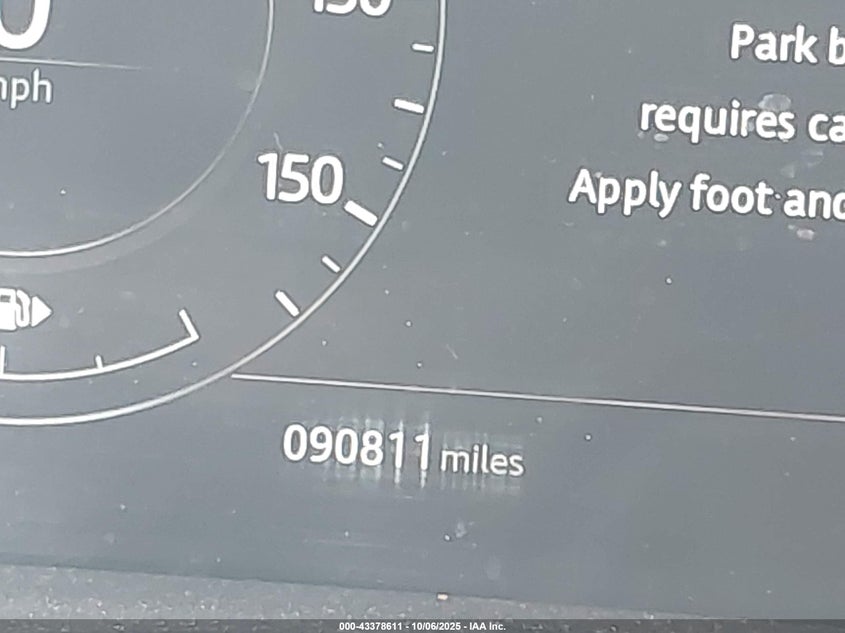 mph
150
Park b
requires ca
Apply foot and
090811 miles
000-43378611 - 10/06/2025 - IAA Inc.